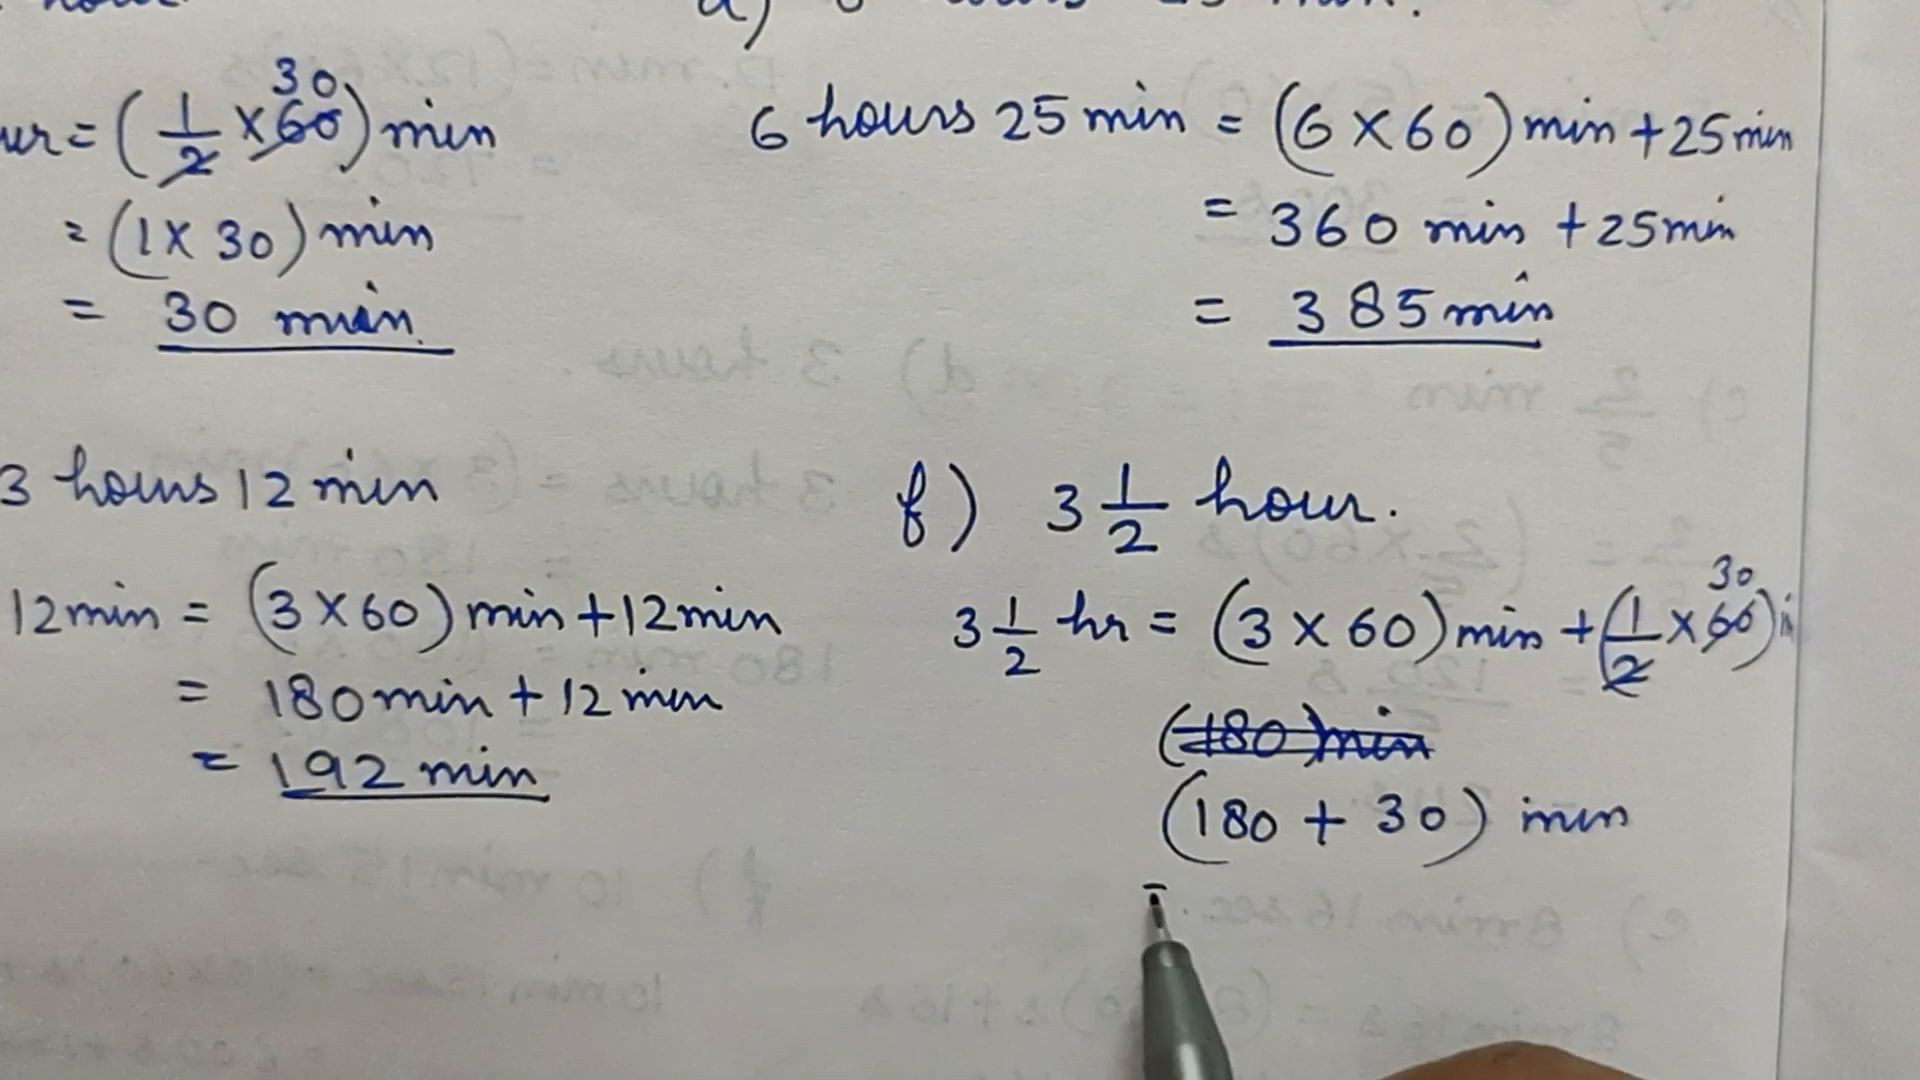 ur = (1/2 × 60) min
30
= (1 × 30) min
= 30 min
6 hours 25 min = (6 × 60) min + 25 min
= 360 min + 25 min
= 385 min
3 hours 12 min
12 min = (3 × 60) min + 12 min
= 180 min + 12 min
= 192 min
f) 3 1/2 hour.
30
3 1/2 hr = (3 × 60) min + (1/2 × 60)
(180) min
(180 + 30) min